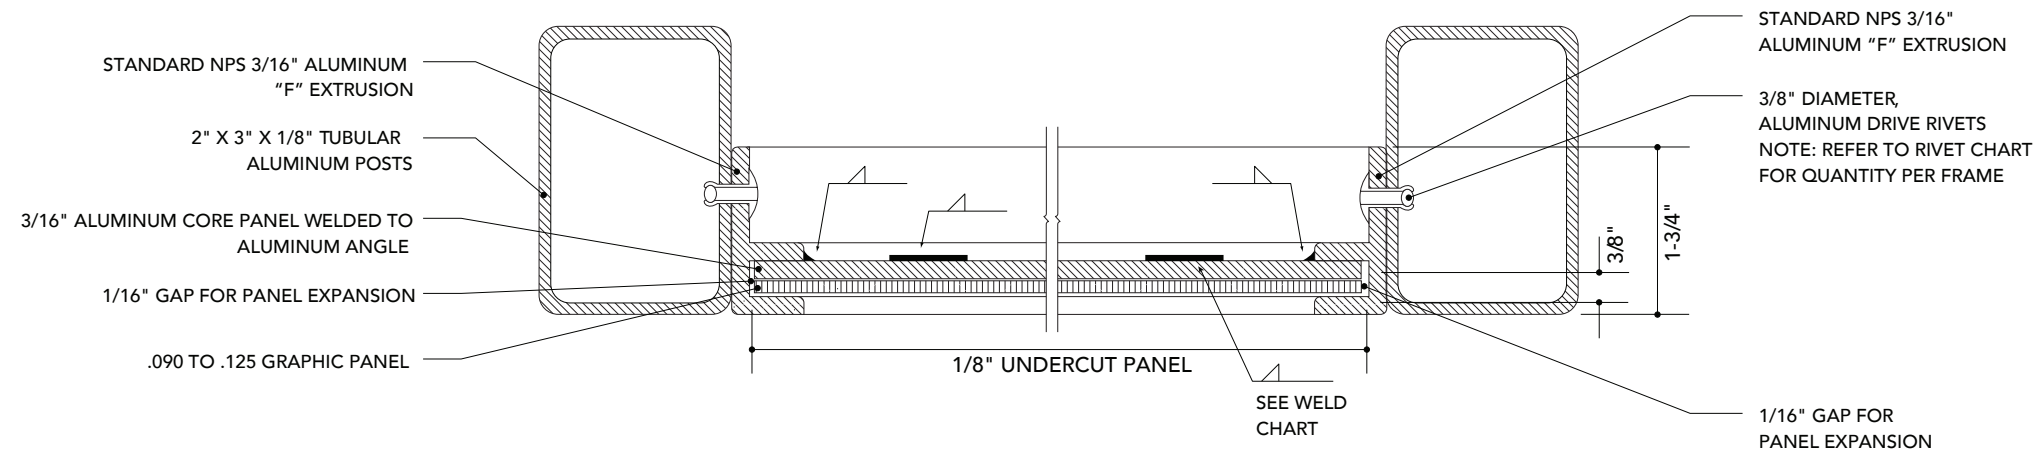 STANDARD NPS 3/16" ALUMINUM
“F” EXTRUSION
2" X 3" X 1/8" TUBULAR
ALUMINUM POSTS
3/16" ALUMINUM CORE PANEL WELDED TO
ALUMINUM ANGLE
1/16" GAP FOR PANEL EXPANSION
.090 TO .125 GRAPHIC PANEL
1/8" UNDERCUT PANEL
SEE WELD
CHART
3/8"
1-3/4"
STANDARD NPS 3/16"
ALUMINUM “F” EXTRUSION
3/8" DIAMETER,
ALUMINUM DRIVE RIVETS
NOTE: REFER TO RIVET CHART
FOR QUANTITY PER FRAME
1/16" GAP FOR
PANEL EXPANSION